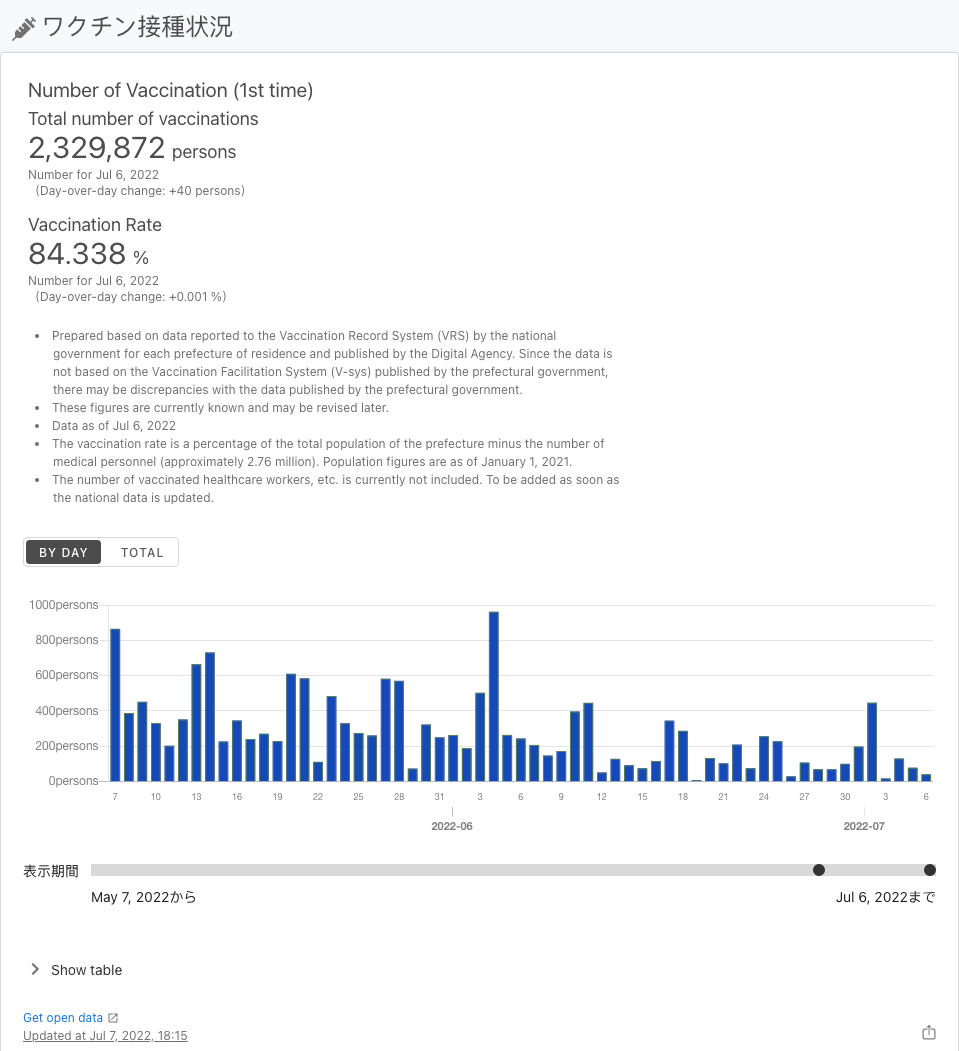 ワクチン接種状況
Number of Vaccination (1st time)
Total number of vaccinations
2,329,872 persons
Number for Jul 6, 2022
(Day-over-day change: +40 persons)
Vaccination Rate
84.338 %
Number for Jul 6, 2022
(Day-over-day change: +0.001 %)
• Prepared based on data reported to the Vaccination Record System (VRS) by the national
government for each prefecture of residence and published by the Digital Agency. Since the data is
not based on the Vaccination Facilitation System (V-sys) published by the prefectural government,
there may be discrepancies with the data published by the prefectural government.
• These figures are currently known and may be revised later.
• Data as of Jul 6, 2022
• The vaccination rate is a percentage of the total population of the prefecture minus the number of
medical personnel (approximately 2.76 million). Population figures are as of January 1, 2021.
• The number of vaccinated healthcare workers, etc. is currently not included. To be added as soon as
the national data is updated.
BY DAY TOTAL
1000persons
800persons
600persons
400persons
200persons
0persons
7 10 13 16 19 22 25 28 31 3 6 9 12 15 18 21 24 27 30 3 6
2022-06 2022-07
表示期間
May 7, 2022から Jul 6, 2022まで
Show table
Get open data
Updated at Jul 7, 2022, 18:15